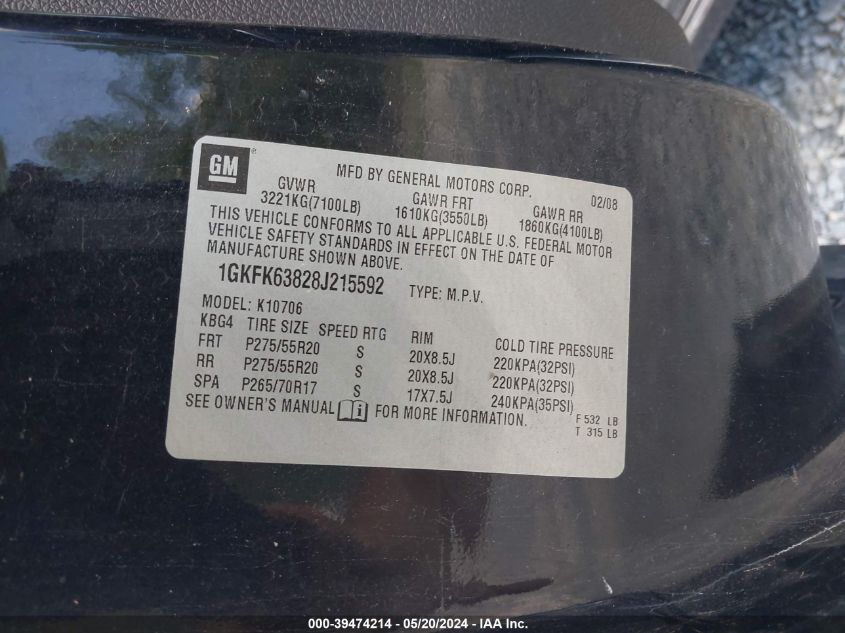 GM
MFD BY GENERAL MOTORS CORP. 02/08
GVWR GAWR FRT GAWR RR
3221KG(7100LB) 1610KG(3550LB) 1860KG(4100LB)
THIS VEHICLE CONFORMS TO ALL APPLICABLE U.S. FEDERAL MOTOR
VEHICLE SAFETY STANDARDS IN EFFECT ON THE DATE OF
MANUFACTURE SHOWN ABOVE.
1GKFK63828J215592 TYPE: M.P.V.
MODEL: K10706
KBG4 TIRE SIZE SPEED RTG RIM COLD TIRE PRESSURE
FRT P275/55R20 S 20X8.5J 220KPA(32PSI)
RR P275/55R20 S 20X8.5J 220KPA(32PSI)
SPA P265/70R17 S 17X7.5J 240KPA(35PSI)
SEE OWNER'S MANUAL i FOR MORE INFORMATION.
F 532 LB
T 315 LB
000-39474214 - 05/20/2024 - IAA Inc.